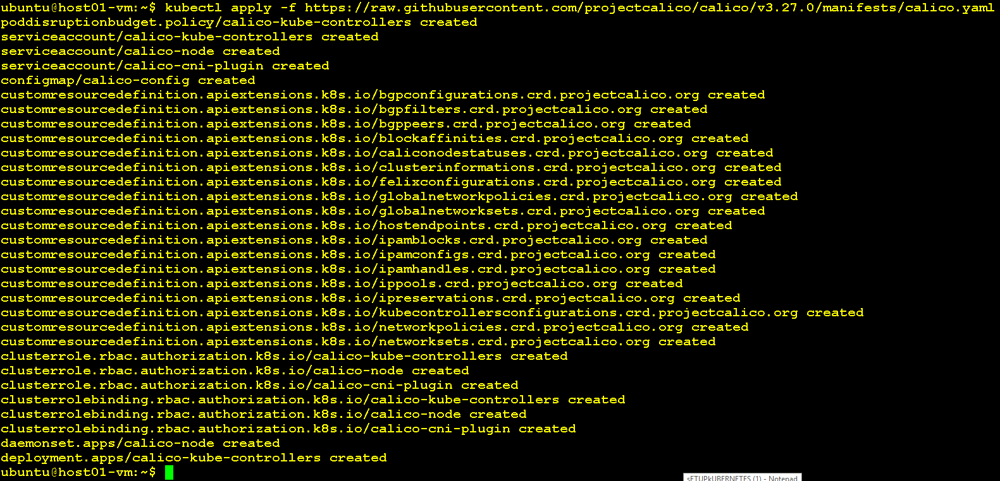 ubuntu@host01-vm:~$ kubectl apply -f https://raw.githubusercontent.com/projectcalico/calico/v3.27.0/manifests/calico.yaml
poddisruptionbudget.policy/calico-kube-controllers created
serviceaccount/calico-kube-controllers created
serviceaccount/calico-node created
serviceaccount/calico-cni-plugin created
configmap/calico-config created
customresourcedefinition.apiextensions.k8s.io/bgpconfigurations.crd.projectcalico.org created
customresourcedefinition.apiextensions.k8s.io/bgpfilters.crd.projectcalico.org created
customresourcedefinition.apiextensions.k8s.io/bgppeers.crd.projectcalico.org created
customresourcedefinition.apiextensions.k8s.io/blockaffinities.crd.projectcalico.org created
customresourcedefinition.apiextensions.k8s.io/caliconodestatuses.crd.projectcalico.org created
customresourcedefinition.apiextensions.k8s.io/clusterinformations.crd.projectcalico.org created
customresourcedefinition.apiextensions.k8s.io/felixconfigurations.crd.projectcalico.org created
customresourcedefinition.apiextensions.k8s.io/globalnetworkpolicies.crd.projectcalico.org created
customresourcedefinition.apiextensions.k8s.io/globalnetworksets.crd.projectcalico.org created
customresourcedefinition.apiextensions.k8s.io/hostendpoints.crd.projectcalico.org created
customresourcedefinition.apiextensions.k8s.io/ipamblocks.crd.projectcalico.org created
customresourcedefinition.apiextensions.k8s.io/ipamconfigs.crd.projectcalico.org created
customresourcedefinition.apiextensions.k8s.io/ipamhandles.crd.projectcalico.org created
customresourcedefinition.apiextensions.k8s.io/ippools.crd.projectcalico.org created
customresourcedefinition.apiextensions.k8s.io/ipreservations.crd.projectcalico.org created
customresourcedefinition.apiextensions.k8s.io/kubecontrollersconfigurations.crd.projectcalico.org created
customresourcedefinition.apiextensions.k8s.io/networkpolicies.crd.projectcalico.org created
customresourcedefinition.apiextensions.k8s.io/networksets.crd.projectcalico.org created
clusterrole.rbac.authorization.k8s.io/calico-kube-controllers created
clusterrole.rbac.authorization.k8s.io/calico-node created
clusterrole.rbac.authorization.k8s.io/calico-cni-plugin created
clusterrolebinding.rbac.authorization.k8s.io/calico-kube-controllers created
clusterrolebinding.rbac.authorization.k8s.io/calico-node created
clusterrolebinding.rbac.authorization.k8s.io/calico-cni-plugin created
daemonset.apps/calico-node created
deployment.apps/calico-kube-controllers created
ubuntu@host01-vm:~$
sETUPkUBERNETES (1) - Notepad